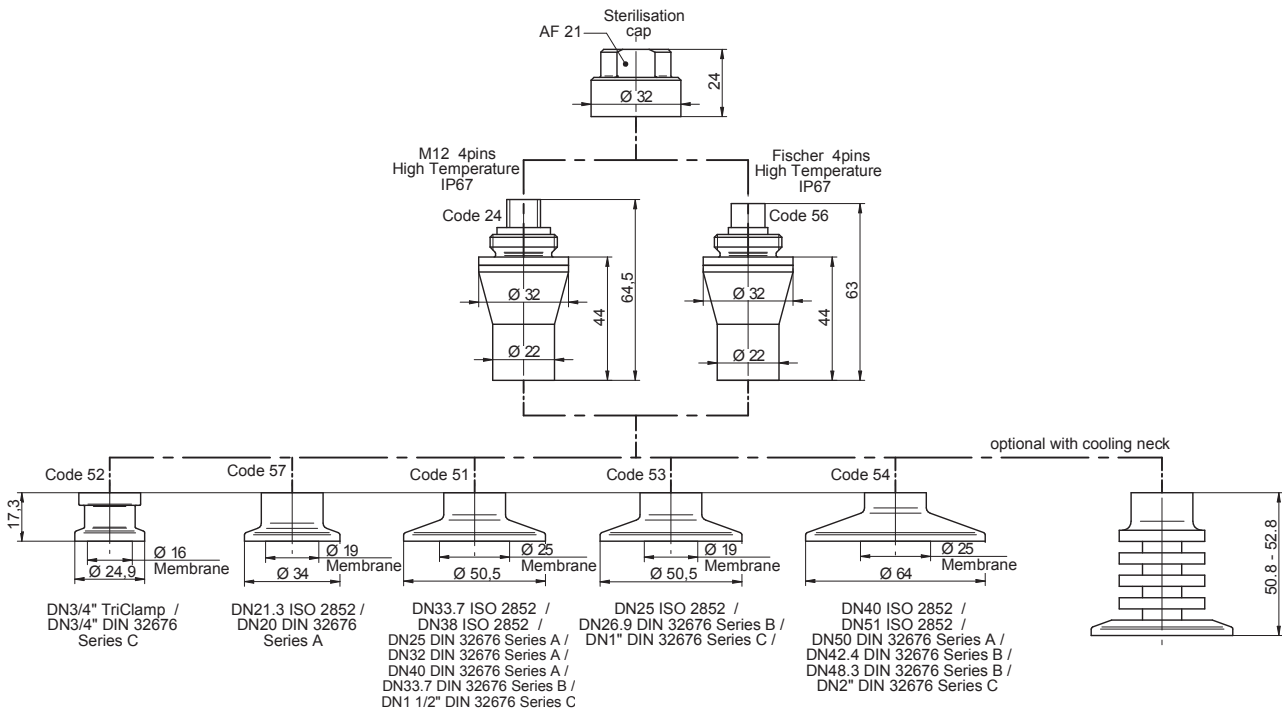 Sterilisation
cap
AF 21
24
Ø 32
M12 4pins
High Temperature
IP67
Fischer 4pins
High Temperature
IP67
Code 24
Code 56
Ø 32
44
64,5
Ø 22
Ø 32
44
63
Ø 22
optional with cooling neck
Code 52
Code 57
Code 51
Code 53
Code 54
17,3
Ø 16
Membrane
Ø 24,9
Ø 19
Membrane
Ø 34
Ø 25
Membrane
Ø 50,5
Ø 19
Membrane
Ø 50,5
Ø 25
Membrane
Ø 64
50.8 - 52.8
DN3/4" TriClamp /
DN3/4" DIN 32676
Series C
DN21.3 ISO 2852 /
DN20 DIN 32676
Series A
DN33.7 ISO 2852 /
DN38 ISO 2852 /
DN25 DIN 32676 Series A /
DN32 DIN 32676 Series A /
DN40 DIN 32676 Series A /
DN33.7 DIN 32676 Series B /
DN1 1/2" DIN 32676 Series C
DN25 ISO 2852 /
DN26.9 DIN 32676 Series B /
DN1" DIN 32676 Series C /
DN40 ISO 2852 /
DN51 ISO 2852 /
DN50 DIN 32676 Series A /
DN42.4 DIN 32676 Series B /
DN48.3 DIN 32676 Series B /
DN2" DIN 32676 Series C